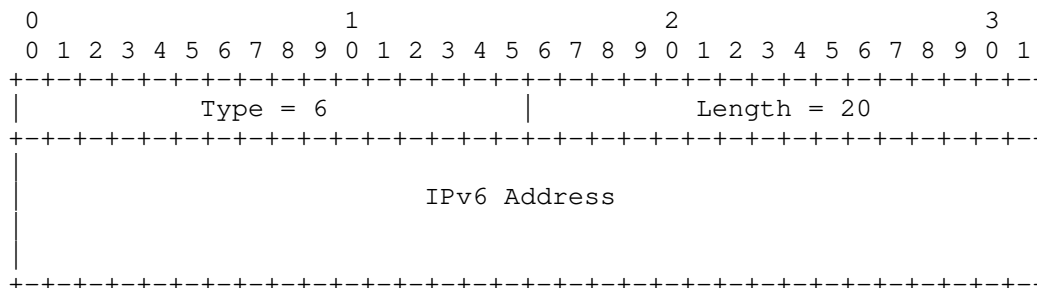 0                   1                   2                   3
0 1 2 3 4 5 6 7 8 9 0 1 2 3 4 5 6 7 8 9 0 1 2 3 4 5 6 7 8 9 0 1
+-+-+-+-+-+-+-+-+-+-+-+-+-+-+-+-+-+-+-+-+-+-+-+-+-+-+-+-+-+-+-+-
|           Type = 6            |          Length = 20
+-+-+-+-+-+-+-+-+-+-+-+-+-+-+-+-+-+-+-+-+-+-+-+-+-+-+-+-+-+-+-+-
|
|                         IPv6 Address
|
|
+-+-+-+-+-+-+-+-+-+-+-+-+-+-+-+-+-+-+-+-+-+-+-+-+-+-+-+-+-+-+-+-